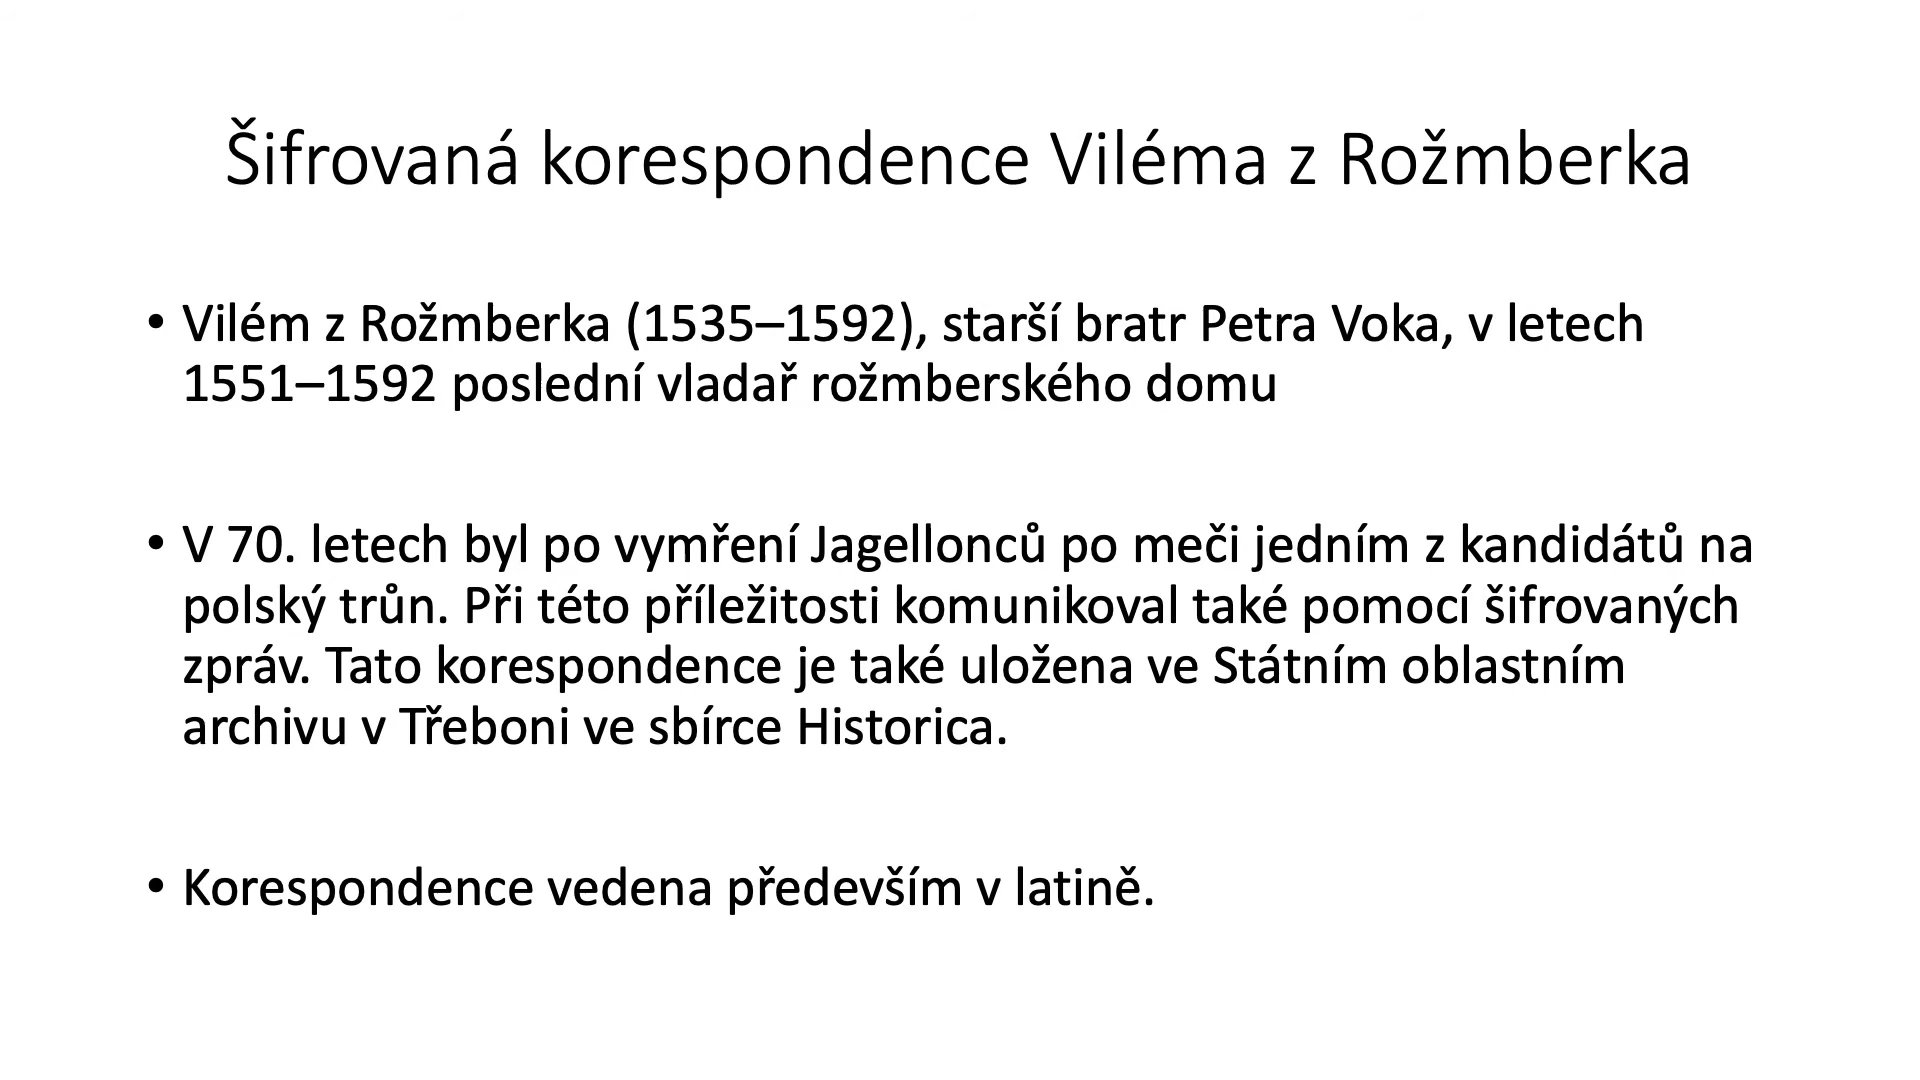 Šifrovaná korespondence Viléma z Rožmberka
• Vilém z Rožmberka (1535–1592), starší bratr Petra Voka, v letech
1551–1592 poslední vladař rožmberského domu
• V 70. letech byl po vymření Jagellonců po meči jedním z kandidátů na
polský trůn. Při této příležitosti komunikoval také pomocí šifrovaných
zpráv. Tato korespondence je také uložena ve Státním oblastním
archivu v Třeboni ve sbírce Historica.
• Korespondence vedena především v latině.